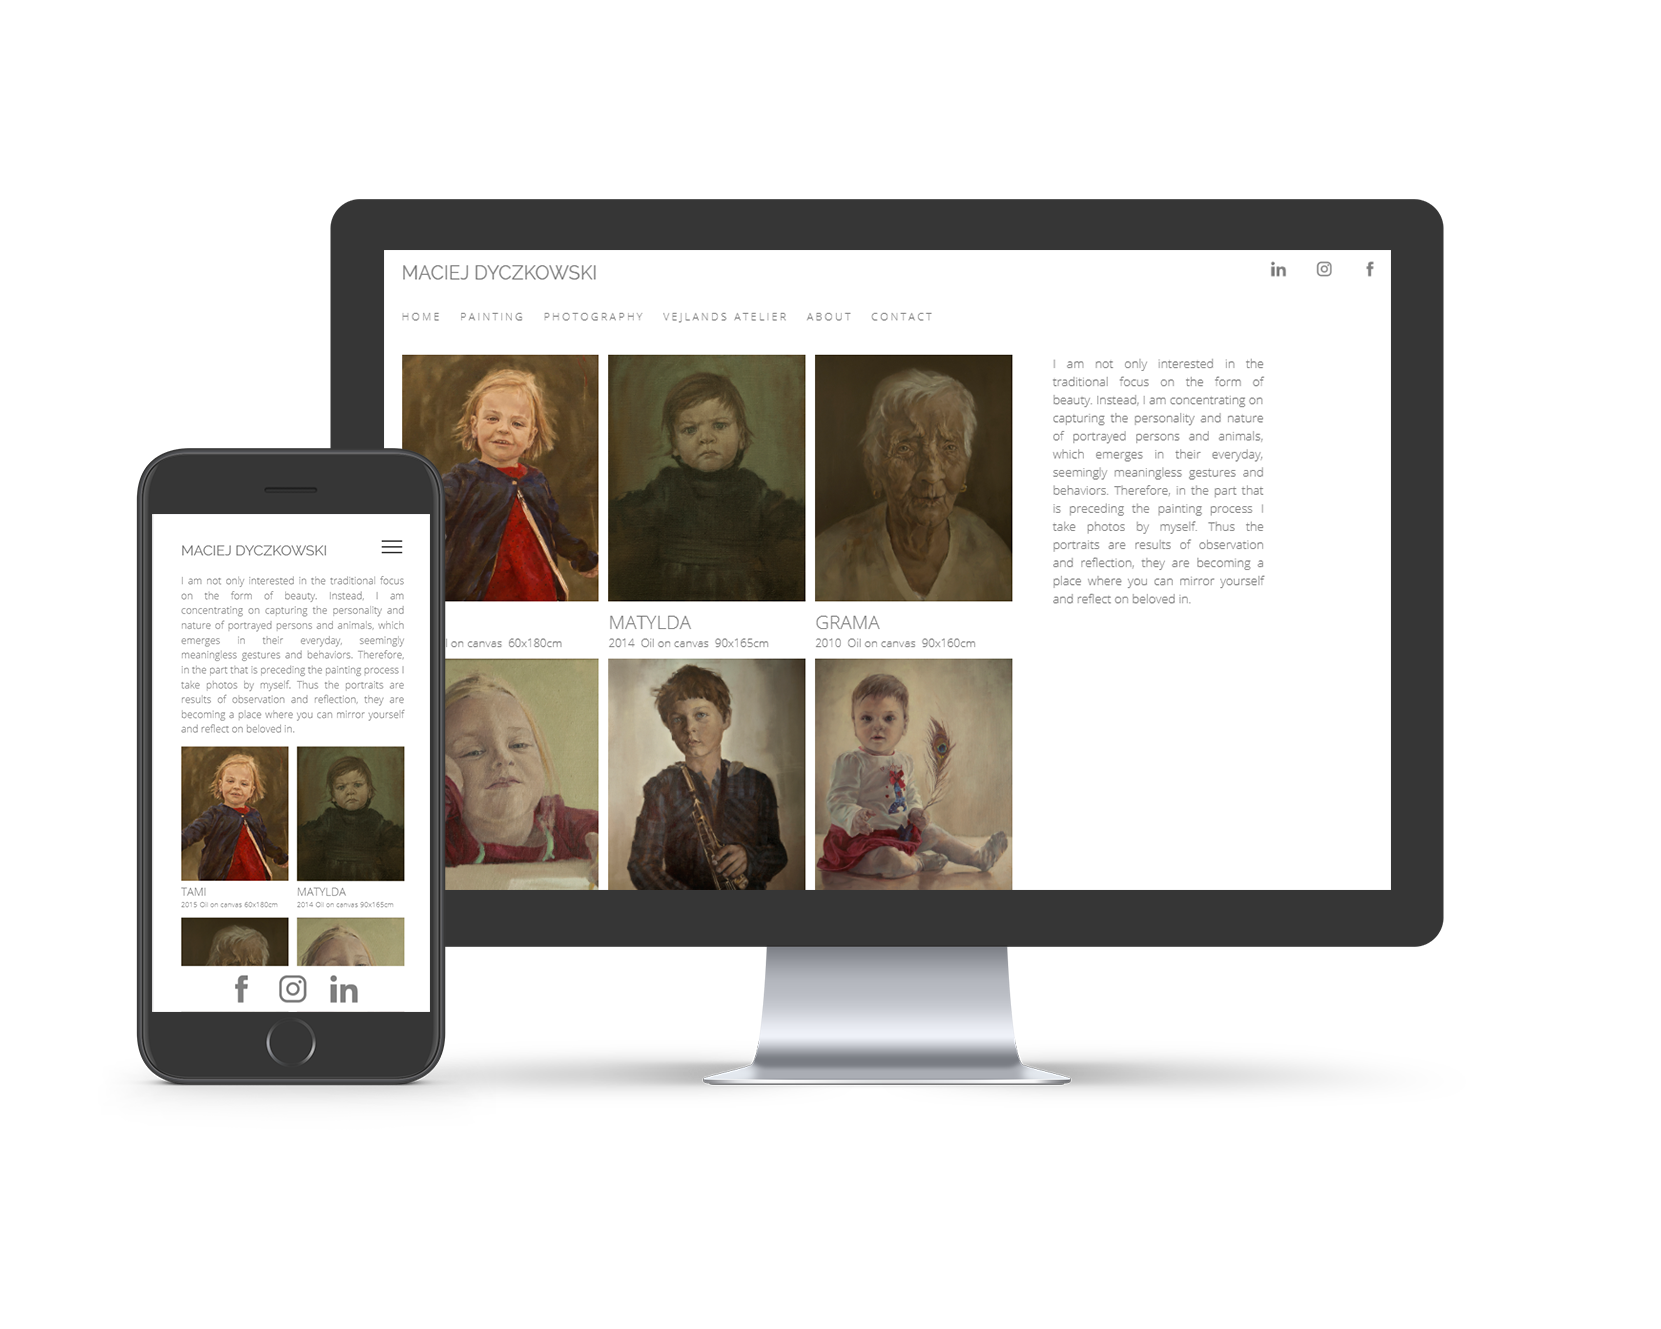 MACIEJ DYCZKOWSKI
in
f
HOME PAINTING PHOTOGRAPHY VEJLANDS ATELIER ABOUT CONTACT
I am not only interested in the
traditional focus on the form of
beauty. Instead, I am concentrating on
capturing the personality and nature
of portrayed persons and animals,
which emerges in their everyday,
seemingly meaningless gestures and
behaviors. Therefore, in the part that
is preceding the painting process I
take photos by myself. Thus the
portraits are results of observation
and reflection, they are becoming a
place where you can mirror yourself
and reflect on beloved in.
l on canvas 60x180cm
MATYLDA
2014 Oil on canvas 90x165cm
GRAMA
2010 Oil on canvas 90x160cm
MACIEJ DYCZKOWSKI
I am not only interested in the traditional focus
on the form of beauty. Instead, I am
concentrating on capturing the personality and
nature of portrayed persons and animals, which
emerges in their everyday, seemingly
meaningless gestures and behaviors. Therefore,
in the part that is preceding the painting process I
take photos by myself. Thus the portraits are
results of observation and reflection, they are
becoming a place where you can mirror yourself
and reflect on beloved in.
TAMI
2015 Oil on canvas 60x180cm
MATYLDA
2014 Oil on canvas 90x165cm
f
in